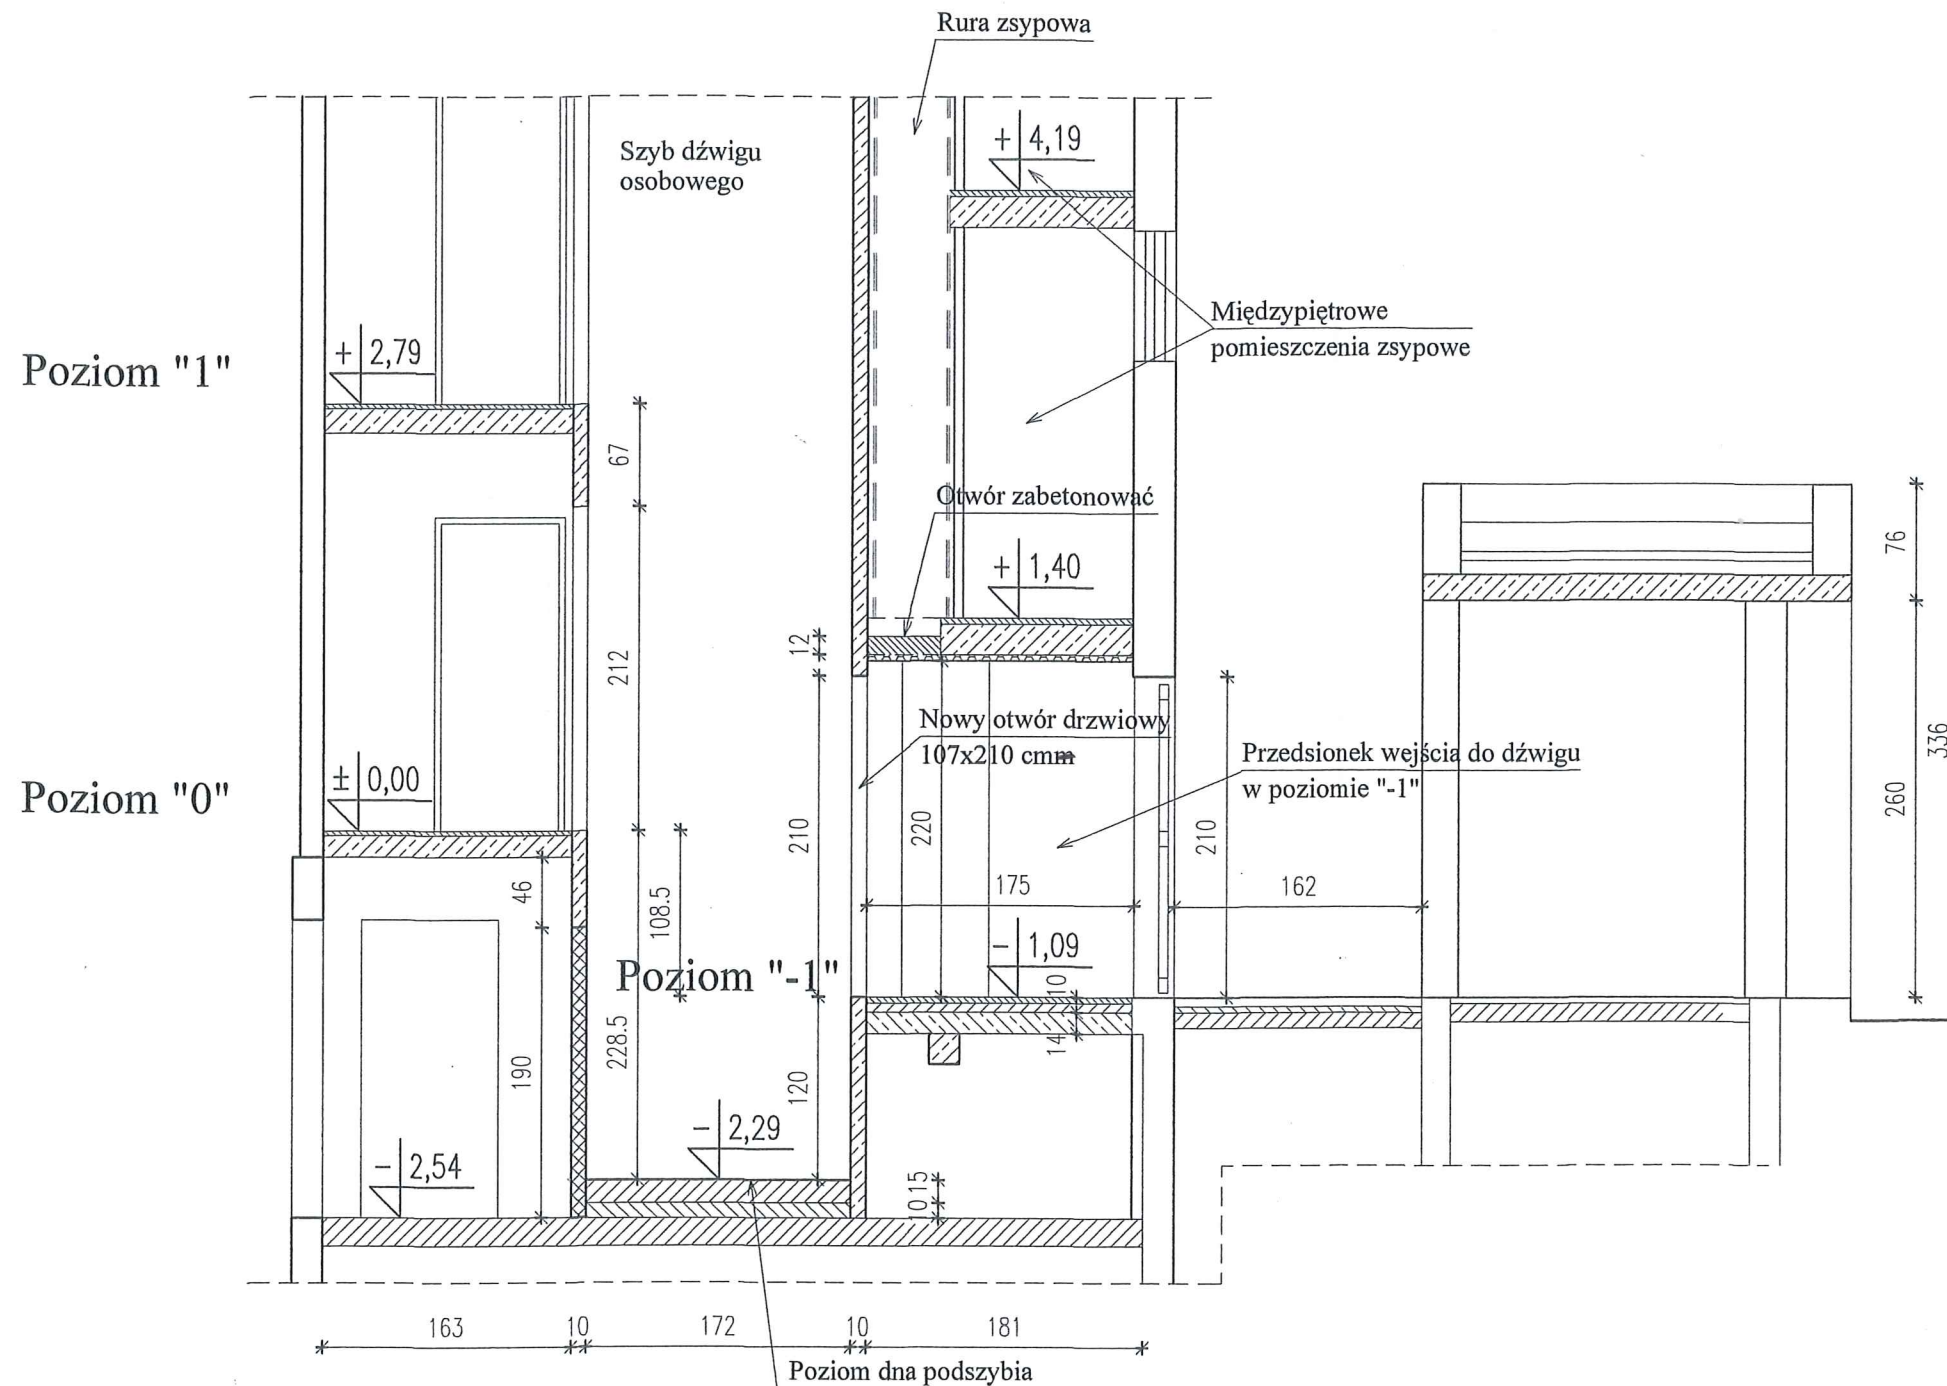 Rura zsypowa
Szyb dźwigu
osobowego
+ 4,19
Międzypiętrowe
pomieszczenia zsypowe
Poziom "1"
+ 2,79
67
Otwór zabetonować
76
+ 1,40
12
212
Nowy otwór drzwiowy
107x210 cmm
Przedsionek wejścia do dźwigu
w poziomie "-1"
336
Poziom "0"
± 0,00
210
220
210
260
46
108.5
175
162
Poziom "-1"
− 1,09
10
14
228.5
190
120
− 2,29
− 2,54
15
10
163
10
172
10
181
Poziom dna podszybia